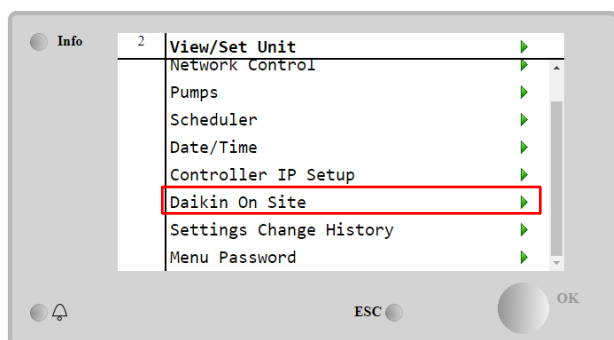 Info
2
View/Set Unit
Network Control
Pumps
Scheduler
Date/Time
Controller IP Setup
Daikin On Site
Settings Change History
Menu Password
ESC
OK